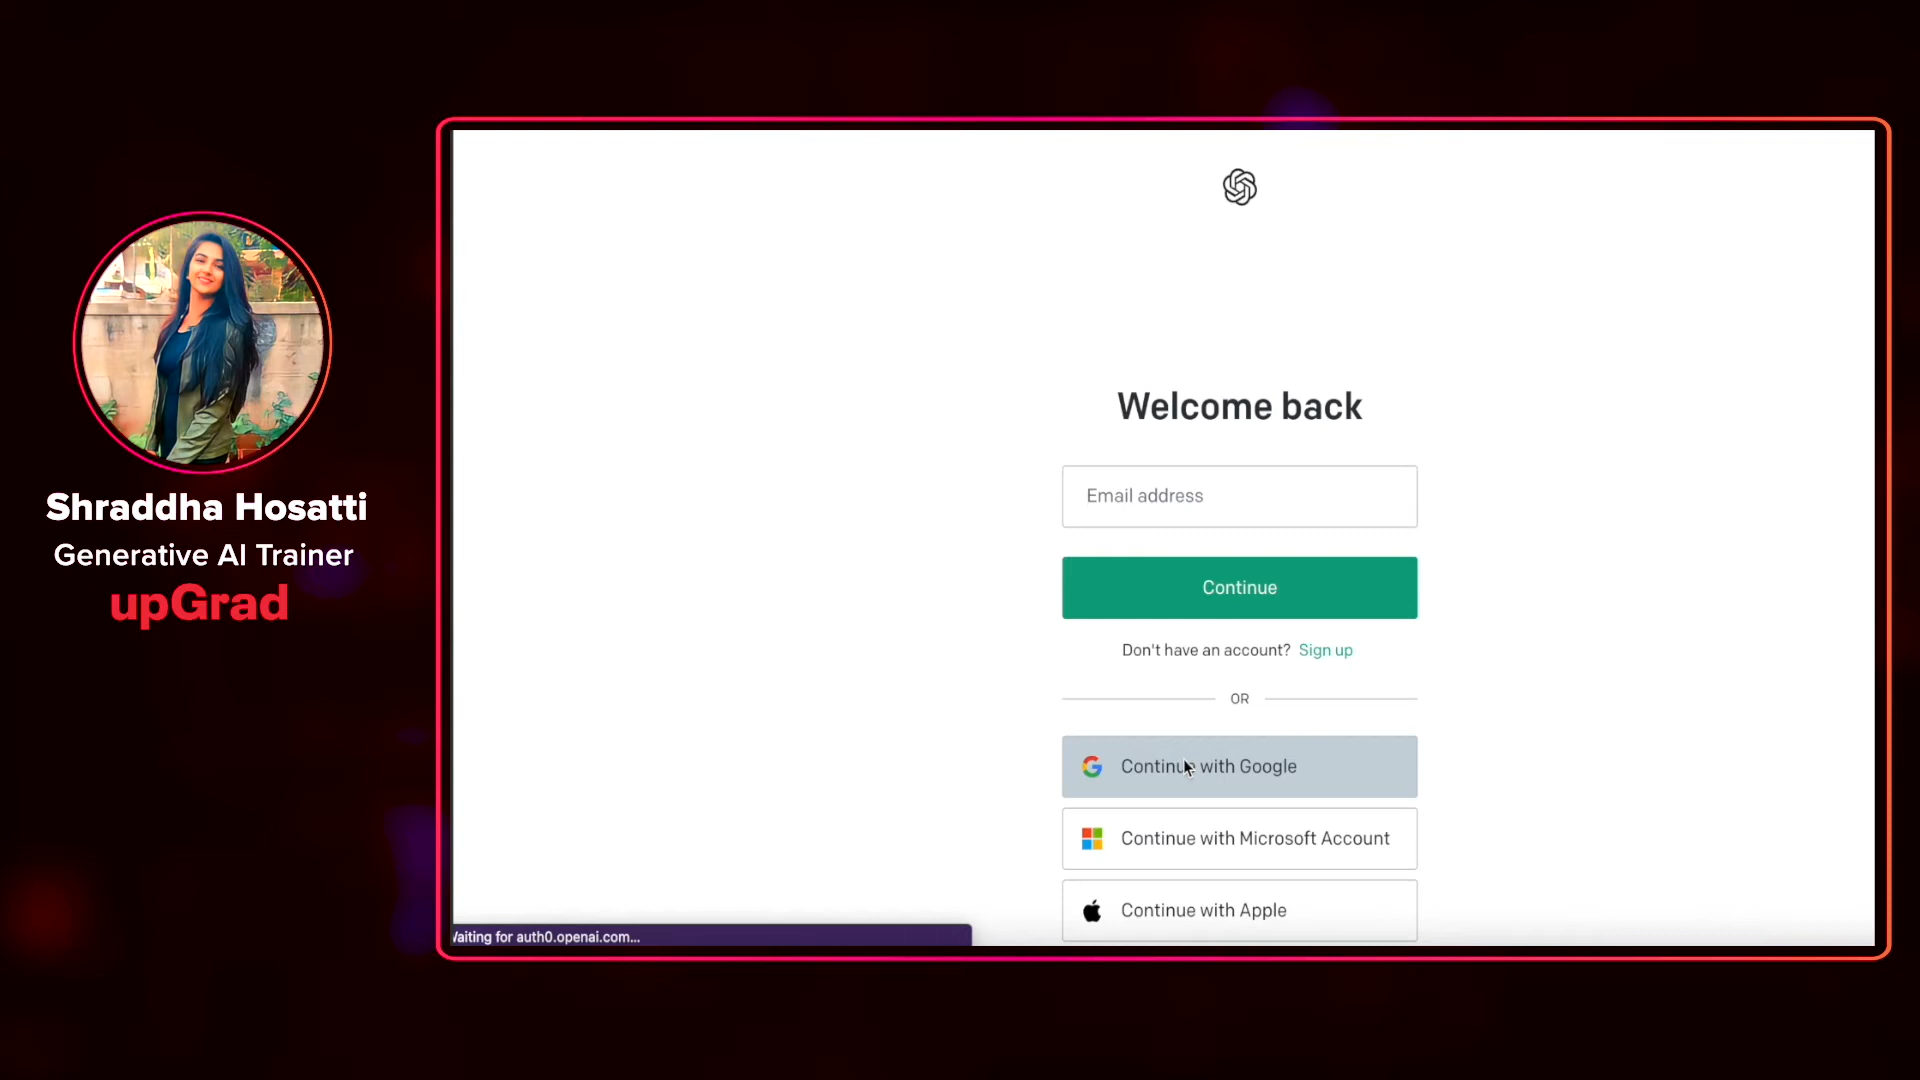 Shraddha Hosatti
Generative AI Trainer
upGrad
Welcome back
Email address
Continue
Don't have an account? Sign up
OR
Continue with Google
Continue with Microsoft Account
Continue with Apple
for auth0.openai.com...